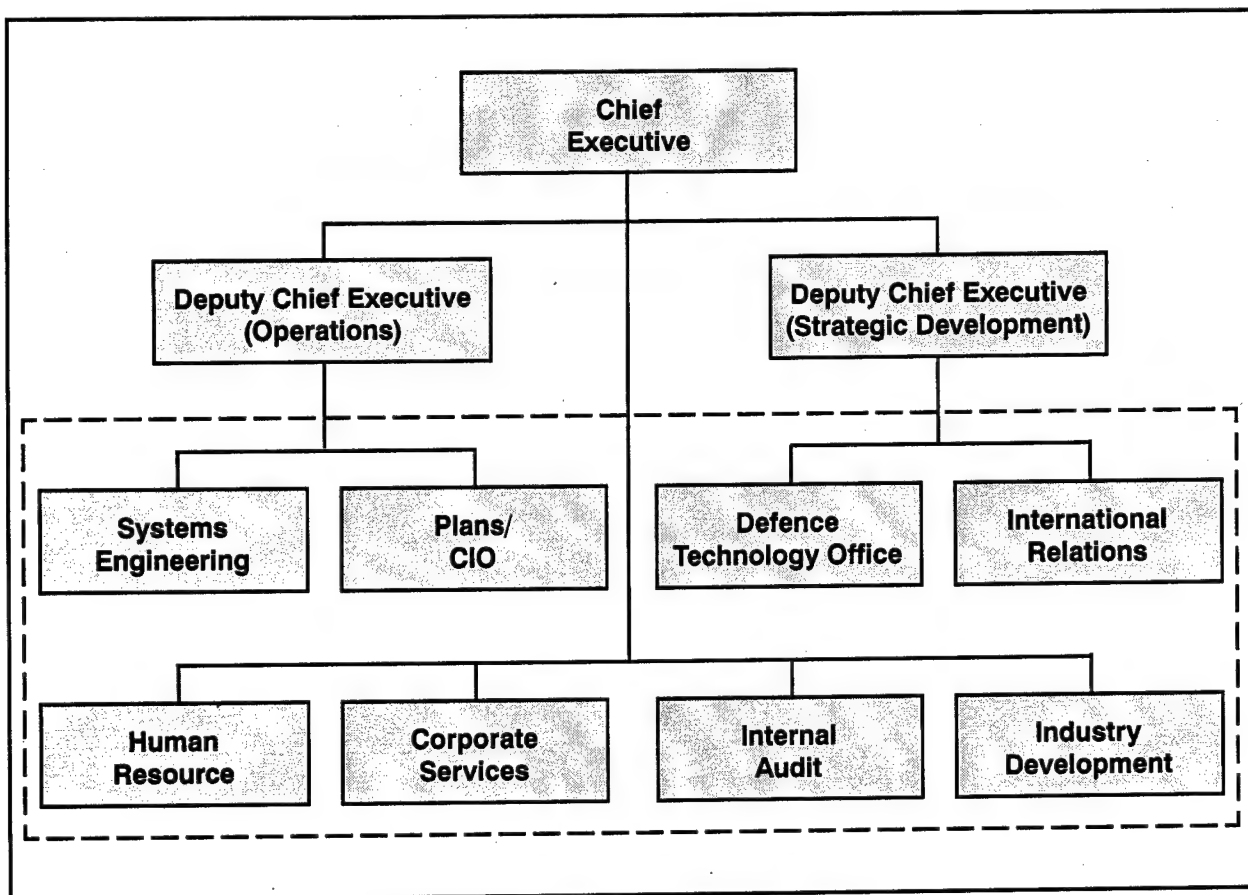 Chief
Executive
Deputy Chief Executive
(Operations)
Deputy Chief Executive
(Strategic Development)
Systems
Engineering
Plans/
CIO
Defence
Technology Office
International
Relations
Human
Resource
Corporate
Services
Internal
Audit
Industry
Development